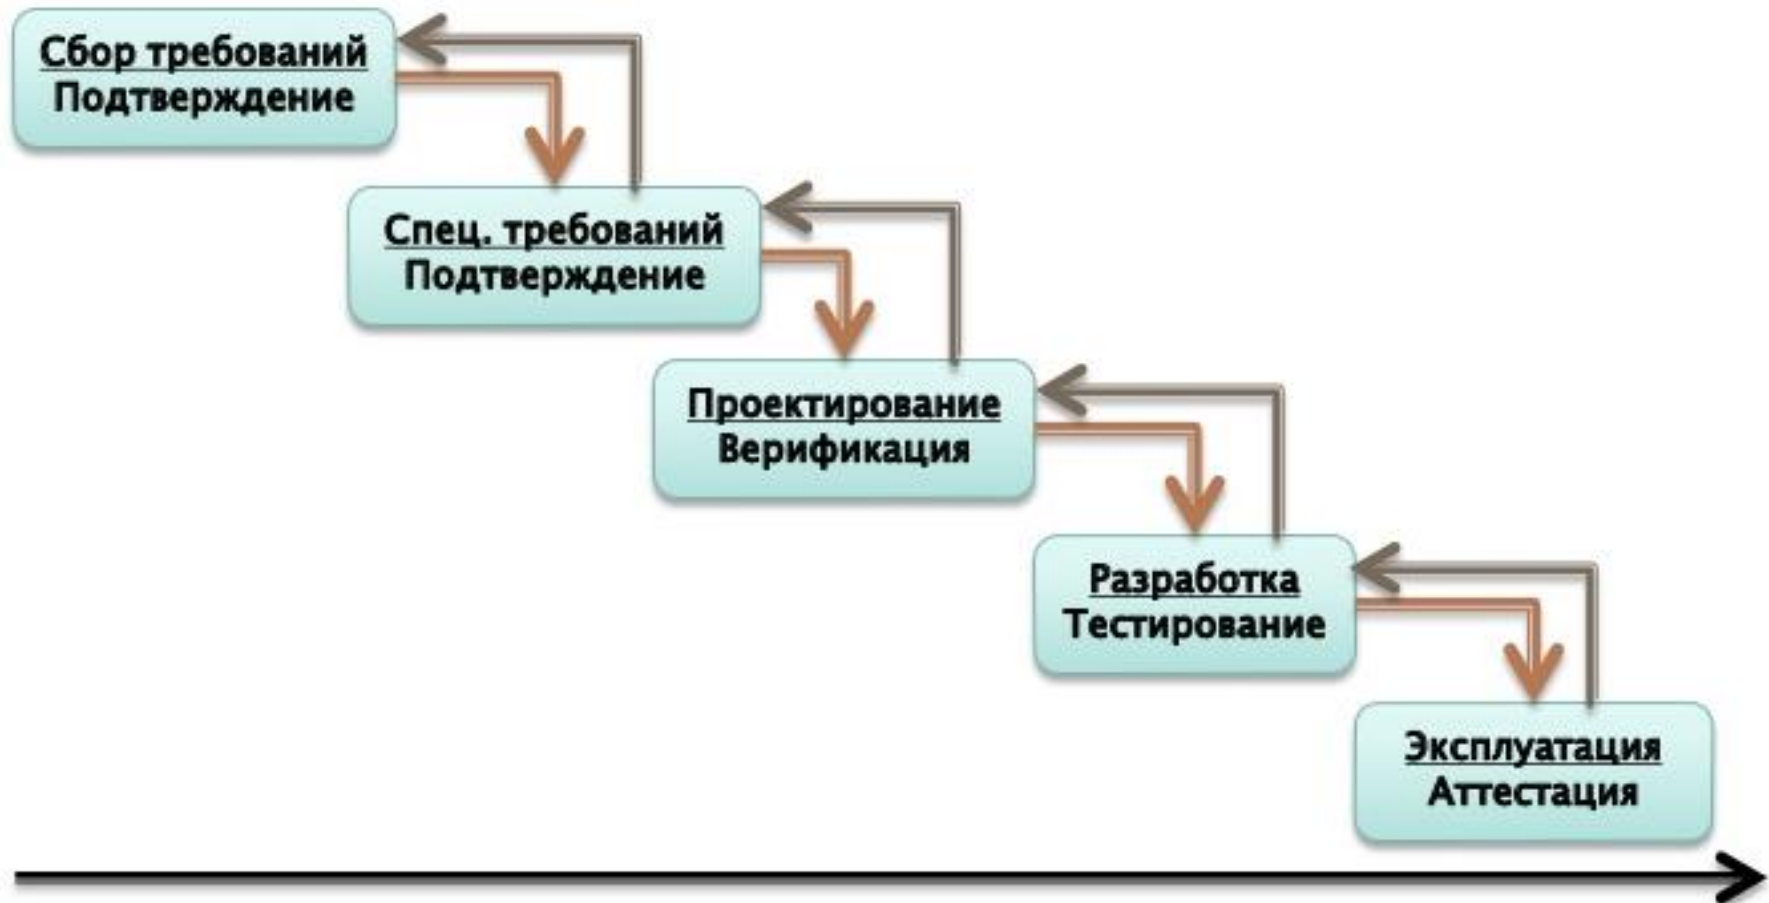 Сбор требований
Подтверждение
Спец. требований
Подтверждение
Проектирование
Верификация
Разработка
Тестирование
Эксплуатация
Аттестация